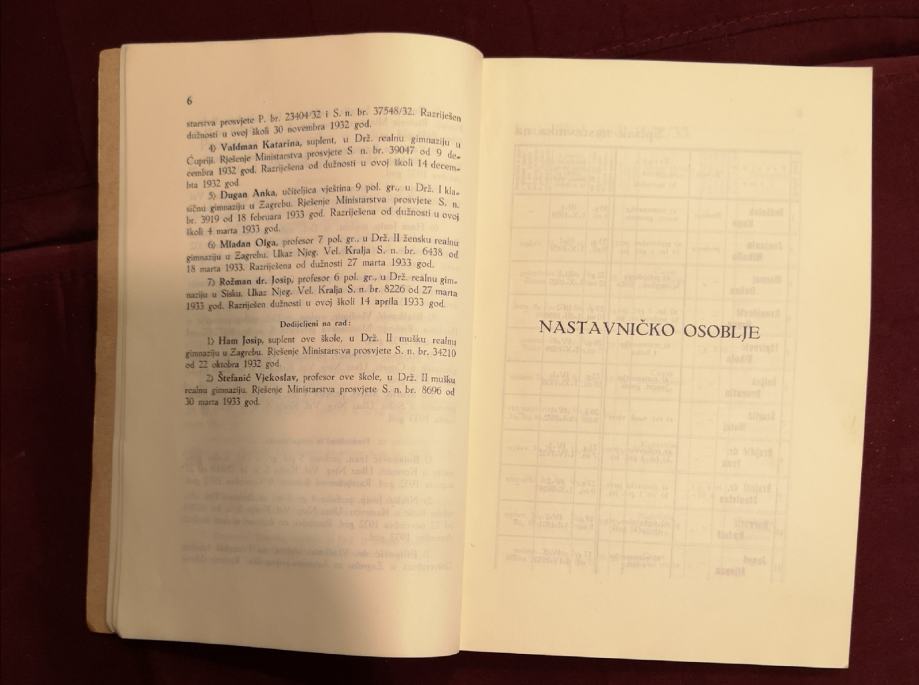 6
starstva prosvjete P. br. 23404/32 i S. n. br. 37548/32. Razriješen
dužnosti u ovoj školi 30 novembra 1932 god.
4) Valdman Katarina, suplent, u Drž. realnu gimnaziju u
Ćupriji. Rješenje Ministarstva prosvjete S. n. br. 39047 od 9 de-
cembra 1932 god. Razriješena od dužnosti u ovoj školi 14 decem-
bta 1932 god.
5) Dugan Anka, učiteljica vještina 9 pol. gr., u Drž. I kla-
sičnu gimnaziju u Zagrebu. Rješenje Ministarstva prosvjete S. n.
br. 3919 od 18 februara 1933 god. Razriješena od dužnosti u ovoj
školi 4 marta 1933 god.
6) Mlađan Olga, profesor 7 pol. gr., u Drž. II žensku realnu
gimnaziju u Zagrebu. Ukaz Njeg. Vel. Kralja S. n. br. 6438 od
18 marta 1933. Razriješena od dužnosti 27 marta 1933 god.
7) Rožman dr. Josip, profesor 6 pol. gr., u Drž. realnu gim-
naziju u Sisku. Ukaz Njeg. Vel. Kralja S. n. br. 8226 od 27 marta
1933 god. Razriješen dužnosti u ovoj školi 14 aprila 1933 god.
Dodijeljeni na rad:
1) Ham Josip, suplent ove škole, u Drž. II mušku realnu
gimnaziju u Zagrebu. Rješenje Ministarstva prosvjete S. n. br. 34210
od 22 oktobra 1932 god.
2) Štefanić Vjekoslav, profesor ove škole, u Drž. II mušku
realnu gimnaziju. Rješenje Ministarstva prosvjete S. n. br. 8696 od
30 marta 1933 god.
NASTAVNIČKO OSOBLJE